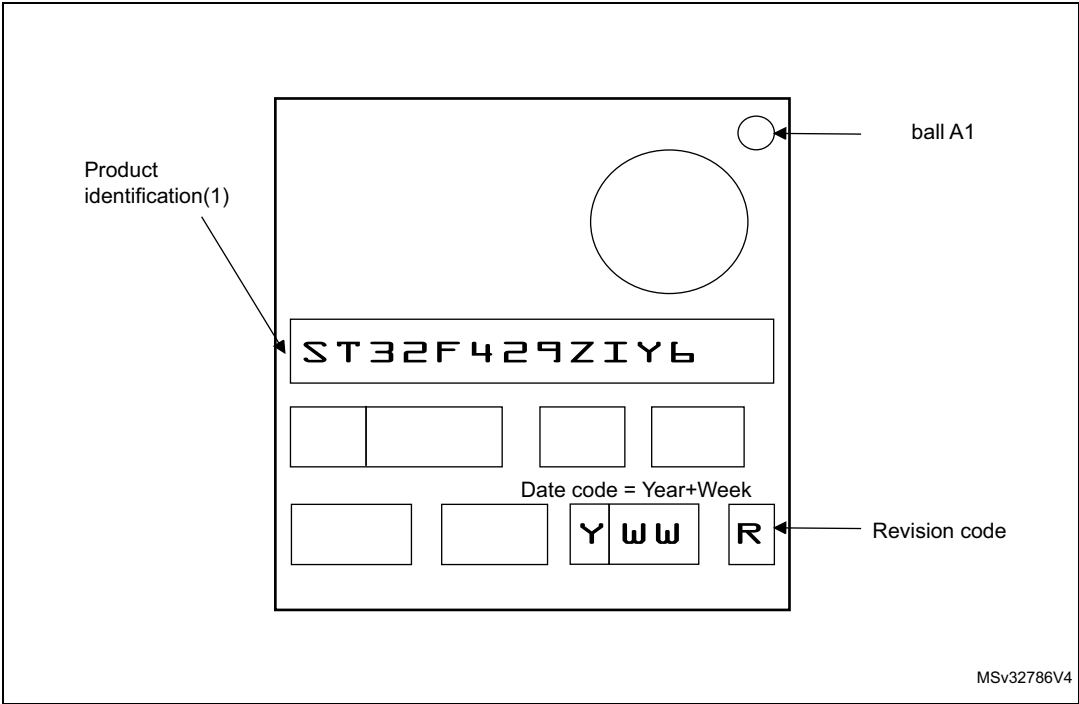 ball A1
Product
identification(1)
ST32F429ZIY6
Date code = Year+Week
Y WW R
Revision code
MSv32786V4